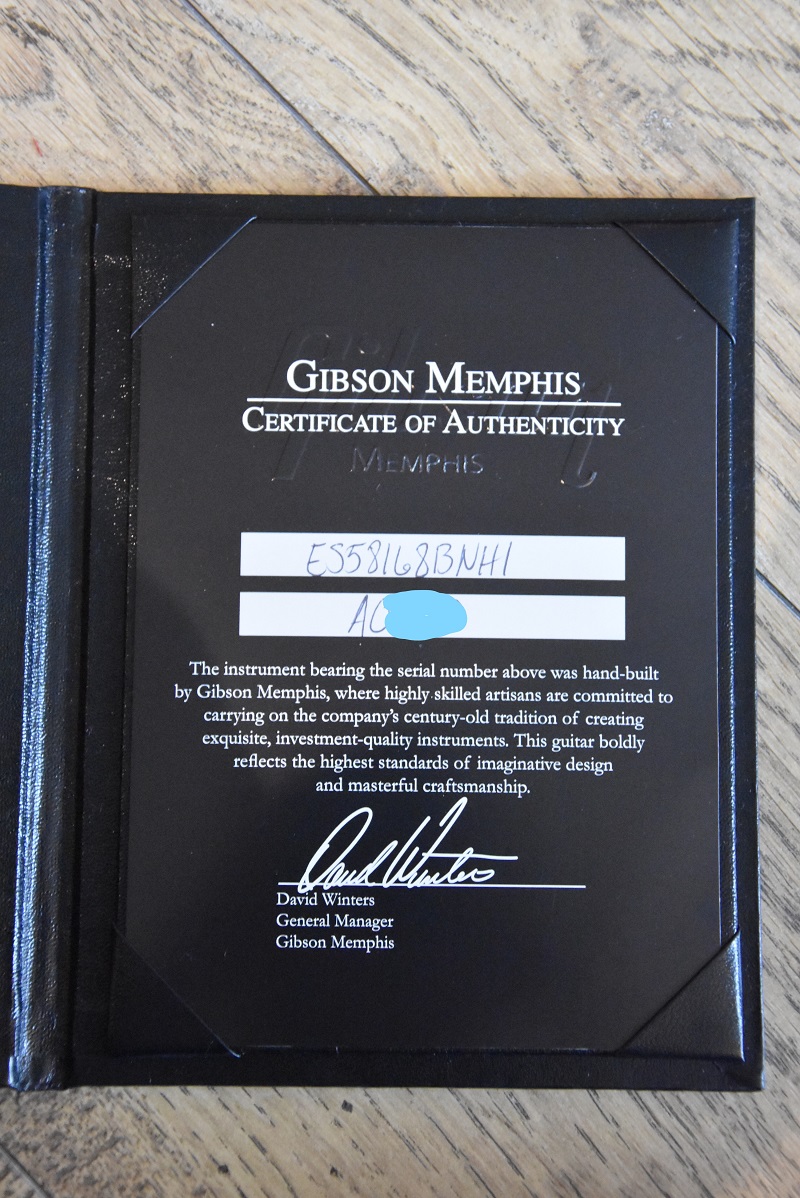 GIBSON MEMPHIS
CERTIFICATE OF AUTHENTICITY
MEMPHIS
ES58168BNH1
The instrument bearing the serial number above was hand-built
by Gibson Memphis, where highly skilled artisans are committed to
carrying on the company's century-old tradition of creating
exquisite, investment-quality instruments. This guitar boldly
reflects the highest standards of imaginative design
and masterful craftsmanship.
David Winters
David Winters
General Manager
Gibson Memphis